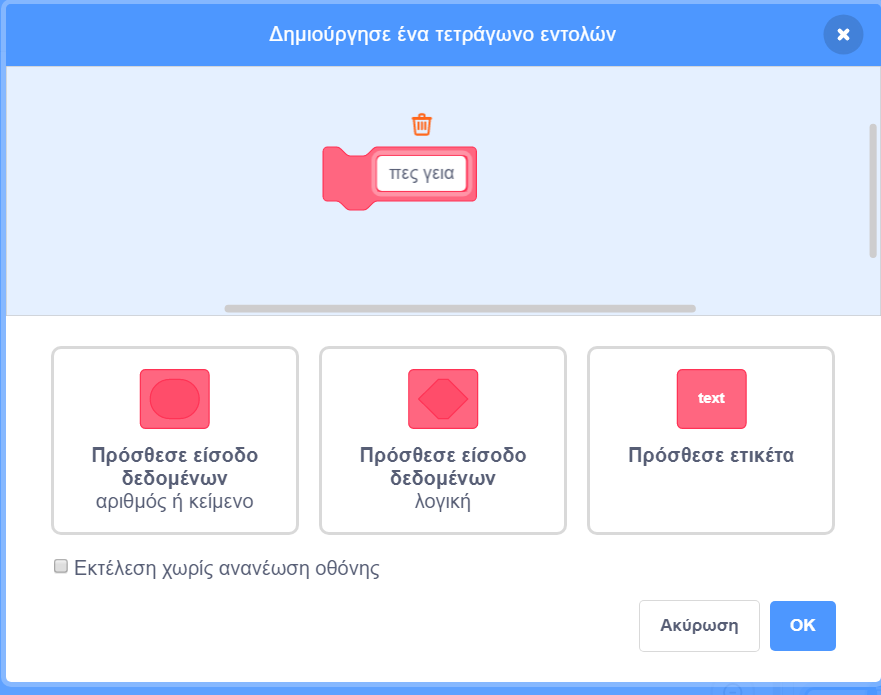 Δημιούργησε ένα τετράγωνο εντολών
πες γεια
text
Πρόσθεσε είσοδο
δεδομένων
αριθμός ή κείμενο
Πρόσθεσε είσοδο
δεδομένων
λογική
Πρόσθεσε ετικέτα
Εκτέλεση χωρίς ανανέωση οθόνης
Ακύρωση
OK